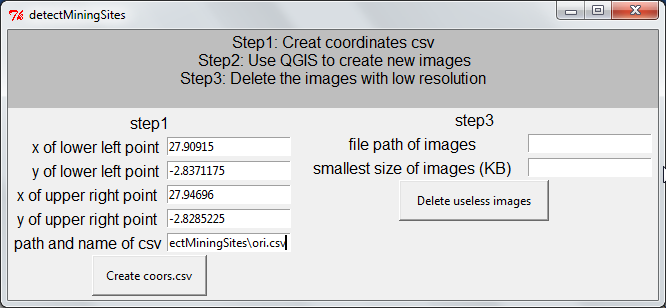 detectMiningSites
Step1: Creat coordinates csv
Step2: Use QGIS to create new images
Step3: Delete the images with low resolution
step1
x of lower left point 27.90915
y of lower left point -2.8371175
x of upper right point 27.94696
y of upper right point -2.8285225
path and name of csv ectMiningSites\ori.csv
Create coors.csv
step3
file path of images
smallest size of images (KB)
Delete useless images